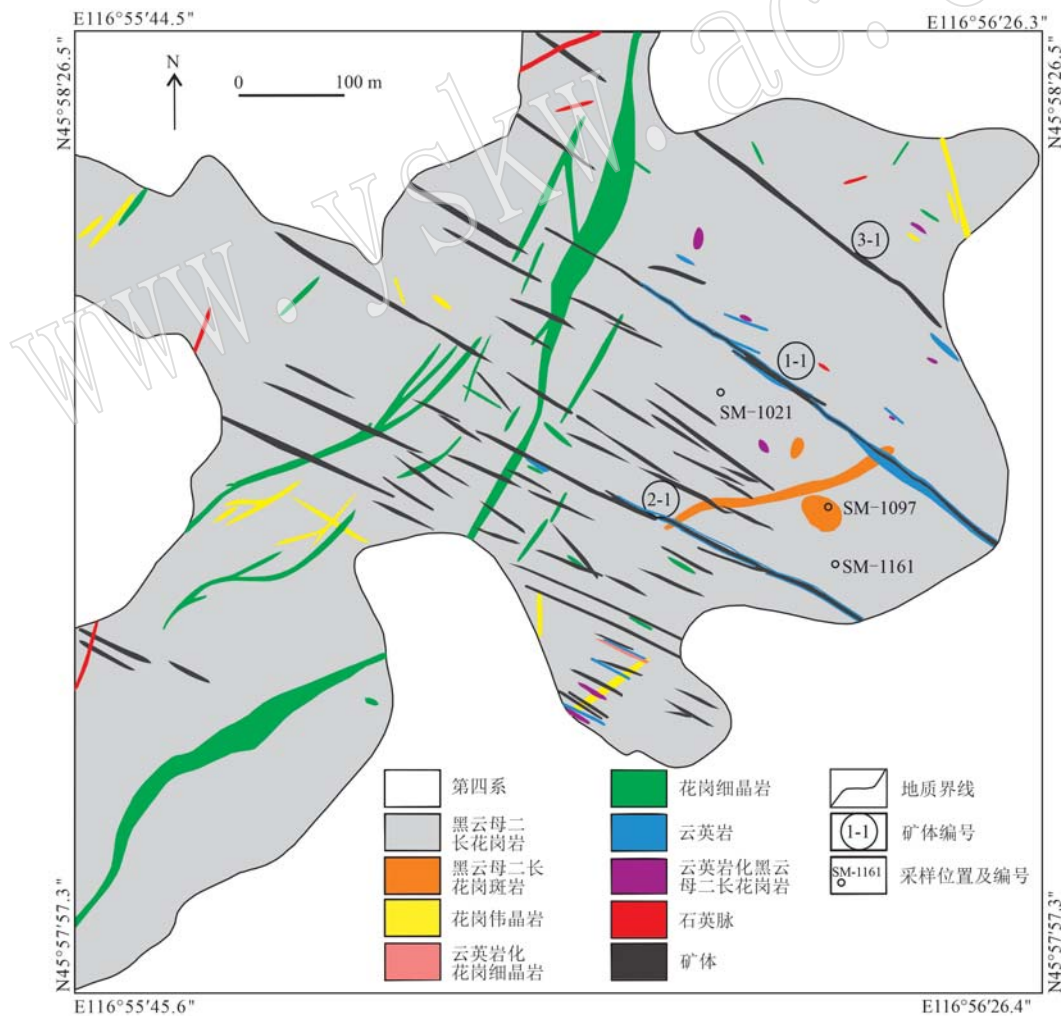 E116°55′44.5″
E116°56′26.3″
N45°58′26.5″
N45°58′26.5″
N
0 100 m
3-1
1-1
SM-1021
2-1
SM-1097
SM-1161
第四系
黑云母二
长花岗岩
黑云母二长
花岗斑岩
花岗伟晶岩
云英岩化
花岗细晶岩
花岗细晶岩
云英岩
云英岩化黑云
母二长花岗岩
石英脉
矿体
地质界线
1-1
矿体编号
SM-1161
采样位置及编号
N45°57′57.3″
N45°57′57.3″
E116°55′45.6″
E116°56′26.4″
www.yskw.ac.